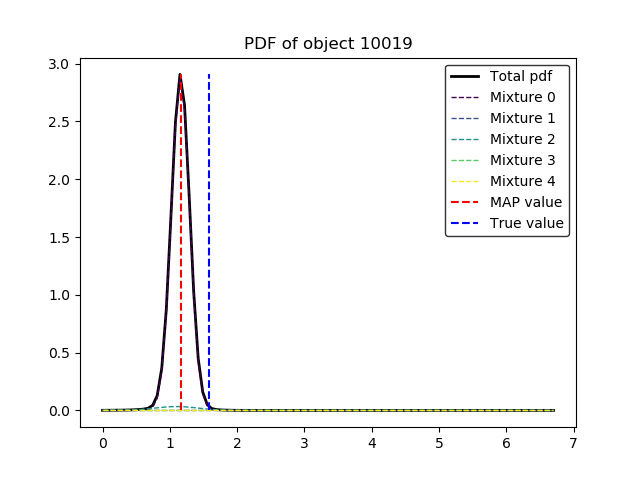 PDF of object 10019
3.0
2.5
2.0
1.5
1.0
0.5
0.0
0 1 2 3 4 5 6 7
Total pdf
Mixture 0
Mixture 1
Mixture 2
Mixture 3
Mixture 4
MAP value
True value